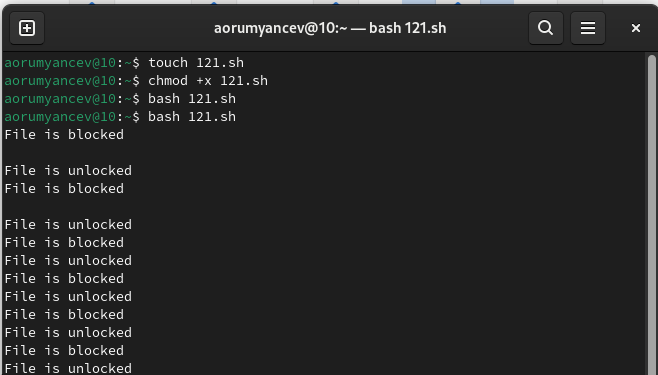 aorumyancev@10:~ — bash 121.sh
aorumyancev@10:~$ touch 121.sh
aorumyancev@10:~$ chmod +x 121.sh
aorumyancev@10:~$ bash 121.sh
aorumyancev@10:~$ bash 121.sh
File is blocked

File is unlocked
File is blocked

File is unlocked
File is blocked
File is unlocked
File is blocked
File is unlocked
File is blocked
File is unlocked
File is blocked
File is unlocked